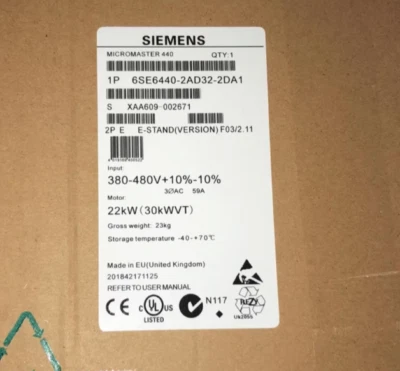 SIEMENS
MICROMASTER 440 QTY:1
1P 6SE6440-2AD32-2DA1
S XAA609-002671
2P E E-STAND(VERSION) F03/2.11
Input:
380-480V+10%-10%
3ØAC 59A
Motor:
22kW(30kWVT)
Gross weight: 23kg
Storage temperature -40-+70℃
Made in EU(United Kingdom)
201842171125
REFER TO USER MANUAL
CE UL US N117
LISTED